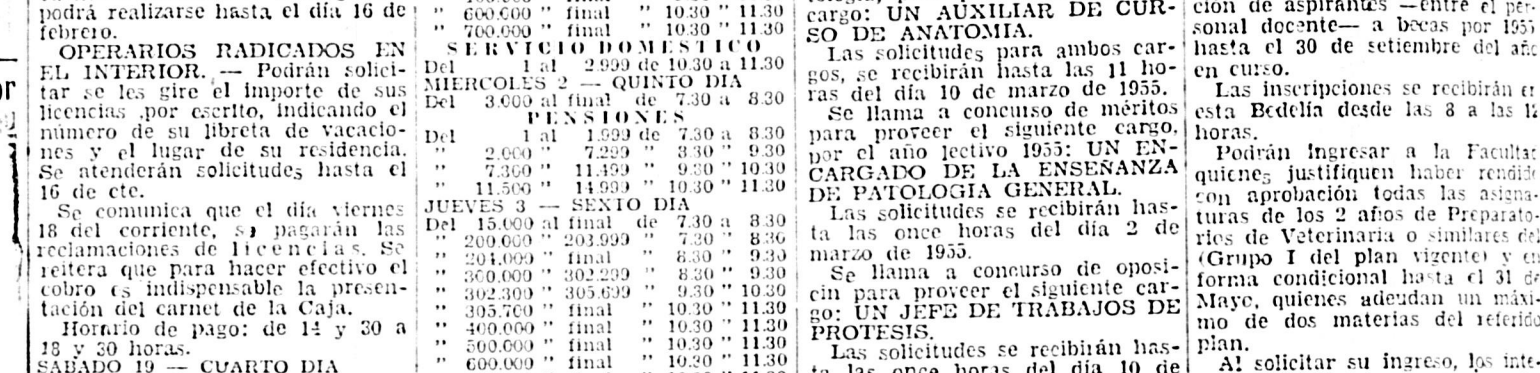 podrá realizarse hasta el día 16 de
febrero.
OPERARIOS RADICADOS EN
EL INTERIOR. — Podrán solici-
tar se les gire el importe de sus
licencias ,por escrito, indicando el
número de su libreta de vacacio-
nes y el lugar de su residencia.
Se atenderán solicitudes hasta el
16 de cte.
Se comunica que el día viernes
18 del corriente, se pagarán las
reclamaciones de licencias. Se
reitera que para hacer efectivo el
cobro es indispensable la presen-
tación del carnet de la Caja.
Horario de pago: de 14 y 30 a
18 y 30 horas.
SABADO 19 — CUARTO DIA
" 600.000 " final " 10.30 " 11.30
" 700.000 " final " 10.30 " 11.30
SERVICIO DOMESTICO
Del 1 al 2.999 de 10.30 a 11.30
MIERCOLES 2 — QUINTO DIA
Del 3.000 al final de 7.30 a 8.30
PENSIONES
Del 1 al 1.999 de 7.30 a 8.30
" 2.000 " 7.299 " 8.30 " 9.30
" 7.300 " 11.499 " 9.30 " 10.30
" 11.500 " 14.999 " 10.30 " 11.30
JUEVES 3 — SEXTO DIA
Del 15.000 al final de 7.30 a 8.30
" 200.000 " 203.999 " 7.30 " 8.30
" 204.000 " final " 8.30 " 9.30
" 300.000 " 302.299 " 8.30 " 9.30
" 302.300 " 305.699 " 9.30 " 10.30
" 305.700 " final " 10.30 " 11.30
" 400.000 " final " 10.30 " 11.30
" 500.000 " final " 10.30 " 11.30
" 600.000 " final " 10.30 " 11.30
cargo: UN AUXILIAR DE CUR-
SO DE ANATOMIA.
Las solicitudes para ambos car-
gos, se recibirán hasta las 11 ho-
ras del día 10 de marzo de 1955.
Se llama a concurso de méritos
para proveer el siguiente cargo,
por el año lectivo 1955: UN EN-
CARGADO DE LA ENSEÑANZA
DE PATOLOGIA GENERAL.
Las solicitudes se recibirán has-
ta las once horas del día 2 de
marzo de 1955.
Se llama a concurso de oposi-
cin para proveer el siguiente car-
go: UN JEFE DE TRABAJOS DE
PROTESIS.
Las solicitudes se recibirán has-
ta las once horas del día 10 de
ción de aspirantes —entre el per-
sonal docente— a becas por 1955
hasta el 30 de setiembre del año
en curso.
Las inscripciones se recibirán en
esta Bedelía desde las 8 a las
horas.
Podrán ingresar a la Facultad
quienes justifiquen haber rendido
con aprobación todas las asigna-
turas de los 2 años de Preparato-
rios de Veterinaria o similares del
(Grupo I del plan vigente) y en
forma condicional hasta el 31 de
Mayo, quienes adeudan un máxi-
mo de dos materias del referido
plan.
Al solicitar su ingreso, los inte-